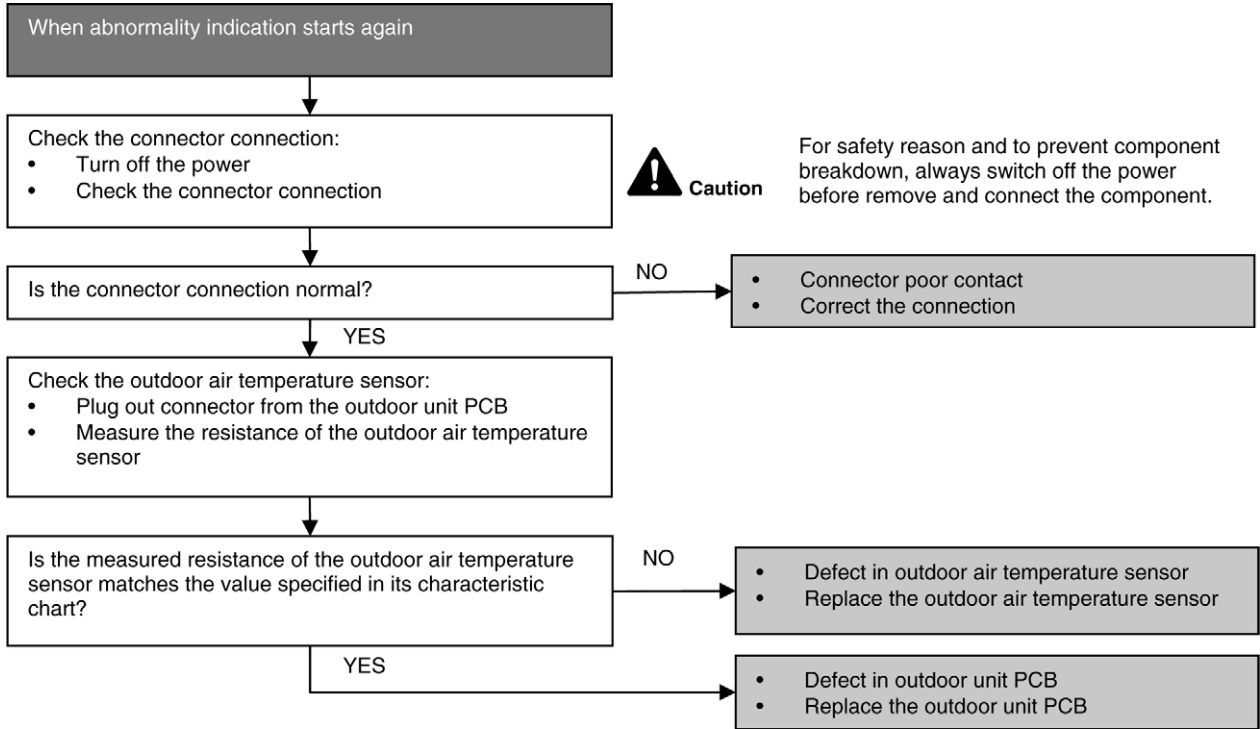 When abnormality indication starts again
Check the connector connection:
• Turn off the power
• Check the connector connection
Caution
For safety reason and to prevent component
breakdown, always switch off the power
before remove and connect the component.
Is the connector connection normal?
NO
• Connector poor contact
• Correct the connection
YES
Check the outdoor air temperature sensor:
• Plug out connector from the outdoor unit PCB
• Measure the resistance of the outdoor air temperature
sensor
Is the measured resistance of the outdoor air temperature
sensor matches the value specified in its characteristic
chart?
NO
• Defect in outdoor air temperature sensor
• Replace the outdoor air temperature sensor
YES
• Defect in outdoor unit PCB
• Replace the outdoor unit PCB